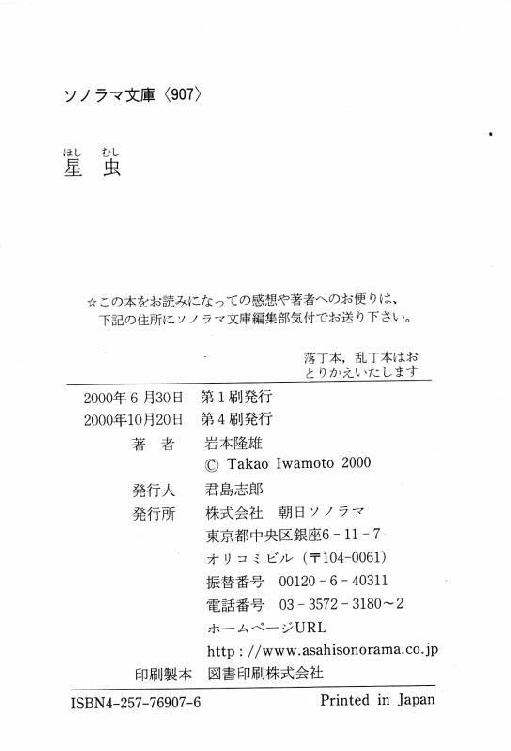 ソノラマ文庫〈907〉
ほし むし
星 虫
☆この本をお読みになっての感想や著者へのお便りは、
下記の住所にソノラマ文庫編集部気付でお送り下さい。
落丁本，乱丁本はお
とりかえいたします
2000年6月30日 第1刷発行
2000年10月20日 第4刷発行
著者 岩本隆雄
© Takao Iwamoto 2000
発行人 君島志郎
発行所 株式会社 朝日ソノラマ
東京都中央区銀座6-11-7
オリコミビル（〒104-0061）
振替番号 00120-6-40311
電話番号 03-3572-3180～2
ホームページURL
http://www.asahisonorama.co.jp
印刷製本 図書印刷株式会社
ISBN4-257-76907-6 Printed in Japan